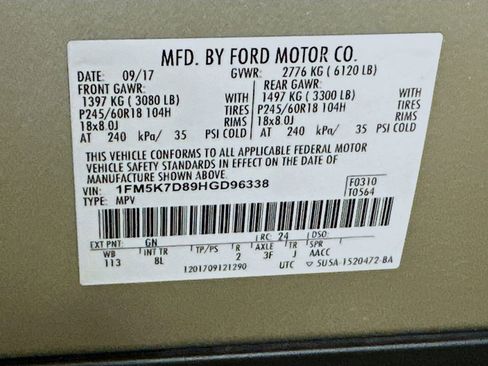 MFD. BY FORD MOTOR CO.
DATE: 09/17 GVWR: 2776 KG ( 6120 LB)
FRONT GAWR: REAR GAWR:
1397 KG ( 3080 LB) WITH 1497 KG ( 3300 LB) WITH
P245/60R18 104H TIRES P245/60R18 104H TIRES
18x8.0J RIMS 18x8.0J RIMS
AT 240 kPa/ 35 PSI COLD AT 240 kPa/ 35 PSI COLD
THIS VEHICLE CONFORMS TO ALL APPLICABLE FEDERAL MOTOR
VEHICLE SAFETY STANDARDS IN EFFECT ON THE DATE OF
MANUFACTURE SHOWN ABOVE.
VIN: 1FM5K7D89HGD96338 F0310
TYPE: MPV T0564
EXT PNT: GN RC: 24 DSO:
WB INT TR TP/PS R AXLE TR SPR
113 8L 2 3F J AACC
1201709121290 UTC 5U5A-1520472-BA